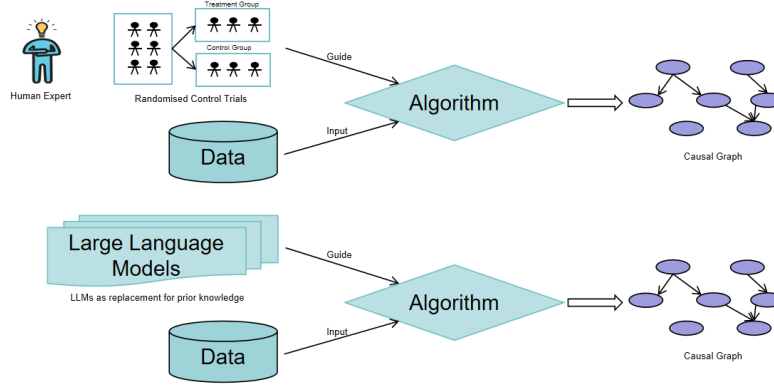 Treatment Group
Control Group
Human Expert
Randomised Control Trials
Guide
Algorithm
Input
Data
Causal Graph
Large Language
Models
LLMs as replacement for prior knowledge
Guide
Algorithm
Input
Data
Causal Graph